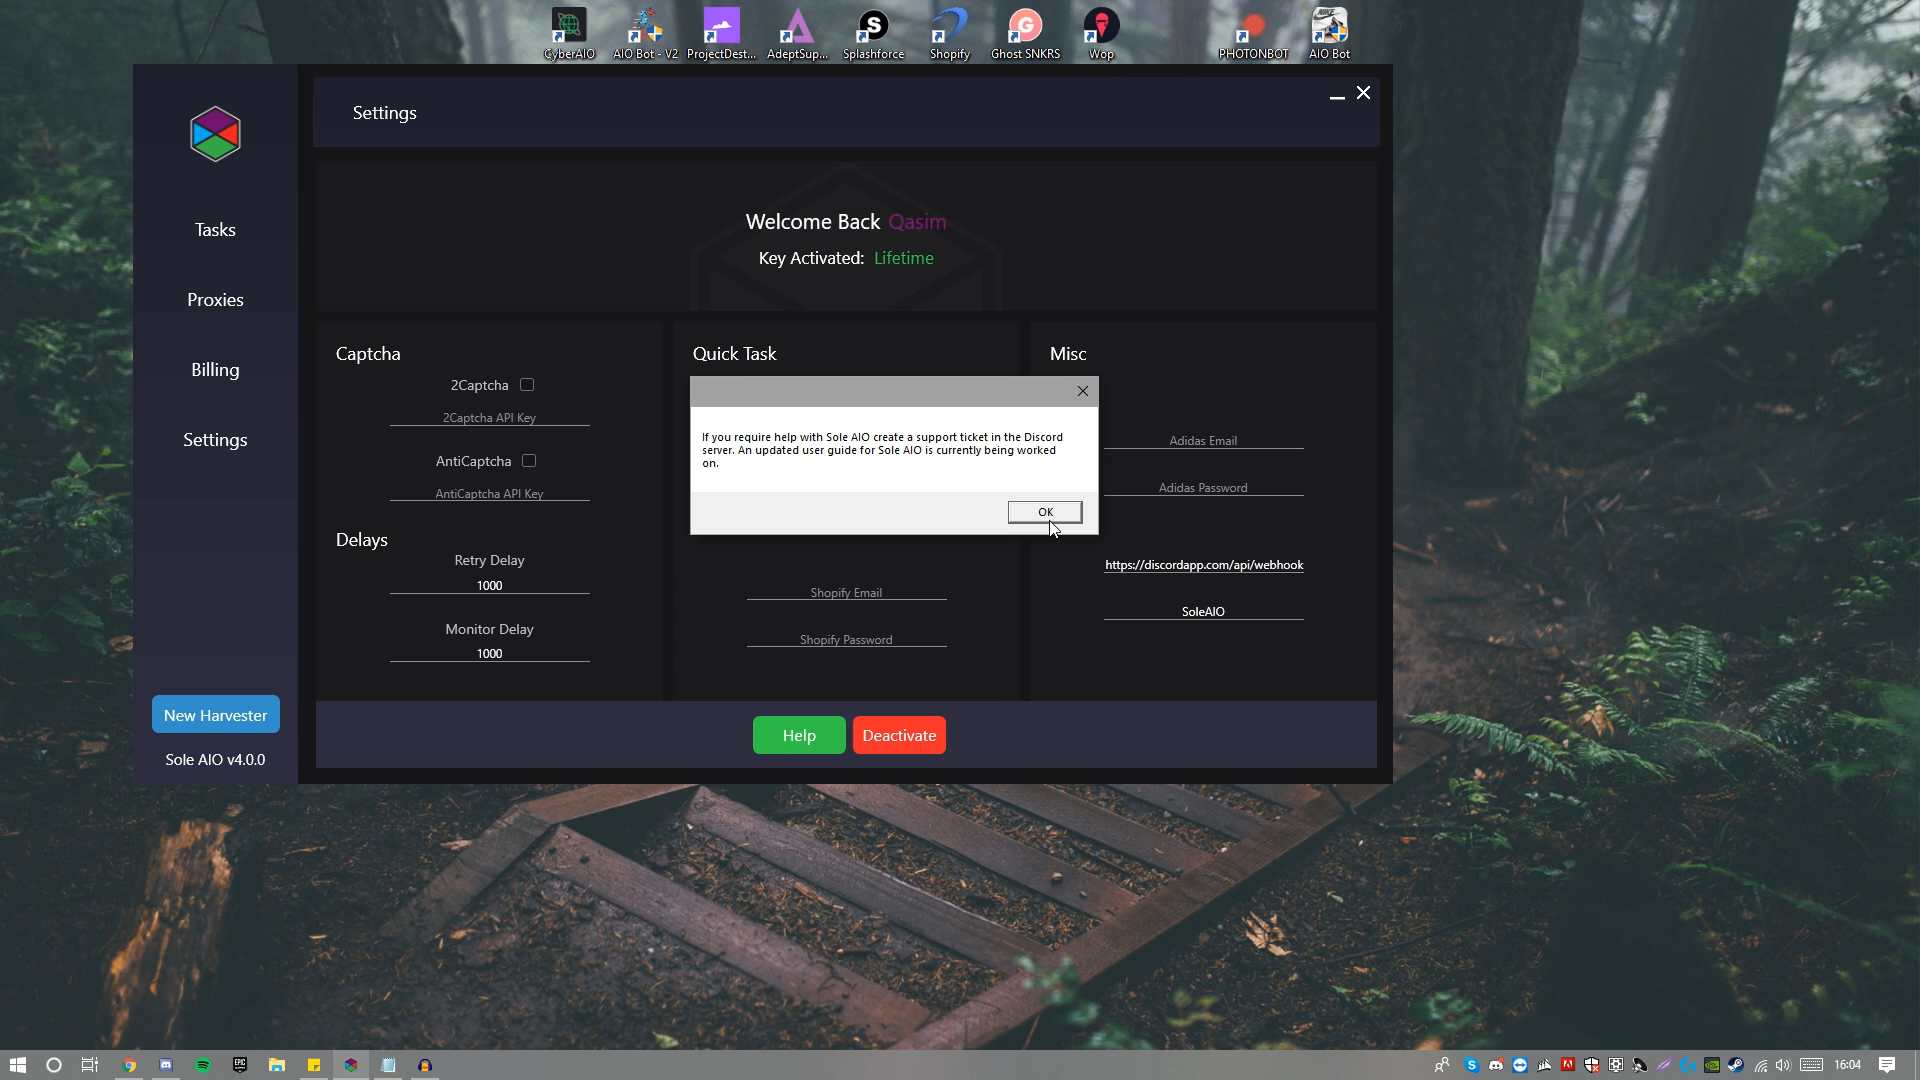 CyberAIO
AIO Bot - V2
ProjectDest...
AdeptSup...
Splashforce
Shopify
Ghost SNKRS
Wop
PHOTONBOT
AIO Bot
Settings
Welcome Back Qasim
Key Activated: Lifetime
Tasks
Proxies
Billing
Settings
New Harvester
Sole AIO v4.0.0
Captcha
2Captcha
2Captcha API Key
AntiCaptcha
AntiCaptcha API Key
Delays
Retry Delay
1000
Monitor Delay
1000
Quick Task
If you require help with Sole AIO create a support ticket in the Discord
server. An updated user guide for Sole AIO is currently being worked
on.
OK
Shopify Email
Shopify Password
Misc
Adidas Email
Adidas Password
https://discordapp.com/api/webhook
SoleAIO
Help
Deactivate
EPIC
16:04